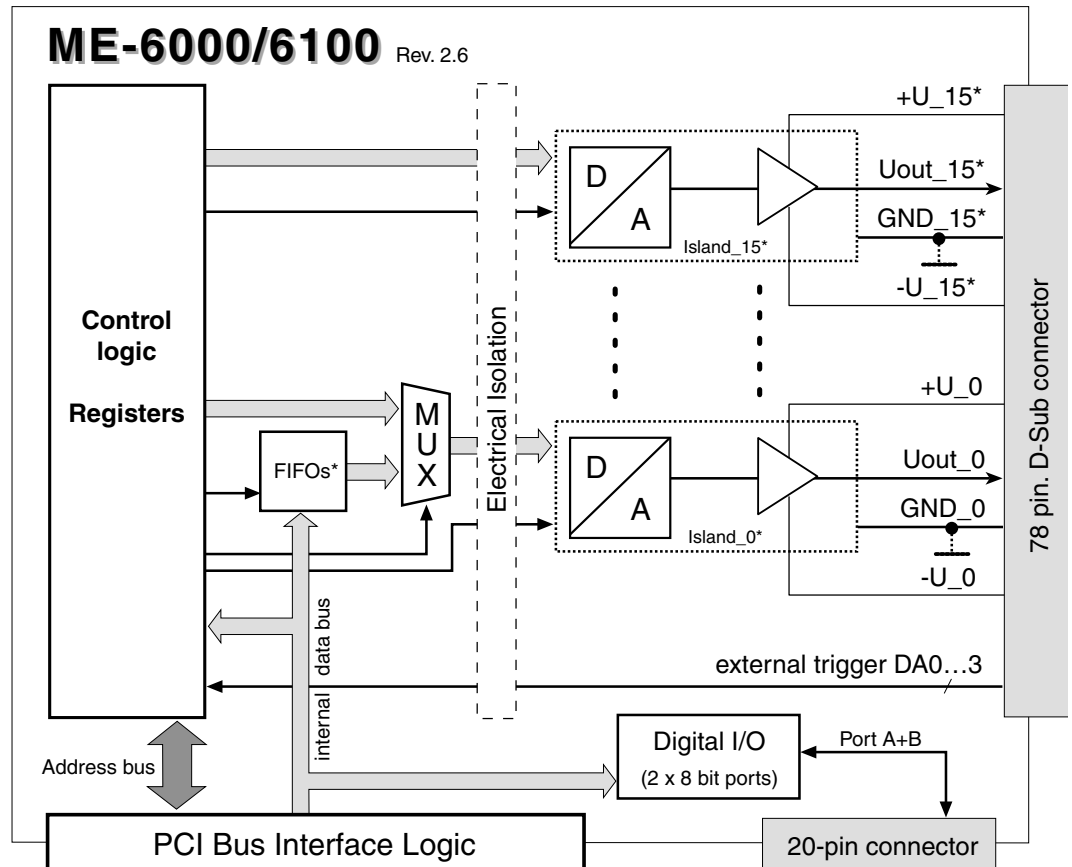 ME-6000/6100 Rev. 2.6
+U_15*
Uout_15*
GND_15*
-U_15*
D
A
Island_15*
Control
logic
Registers
Electrical Isolation
78 pin. D-Sub connector
MUX
FIFOs*
D
A
Island_0*
+U_0
Uout_0
GND_0
-U_0
internal data bus
external trigger DA0…3
Address bus
Digital I/O
(2 x 8 bit ports)
Port A+B
PCI Bus Interface Logic
20-pin connector